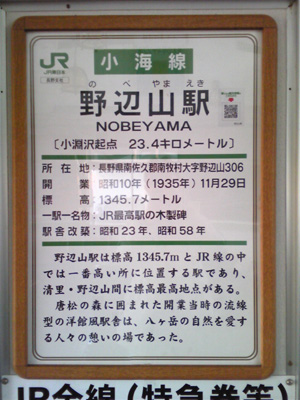 JR
JR東日本
長野支社
小海線
のべやまえき
野辺山駅
NOBEYAMA
〔小淵沢起点 23.4キロメートル〕
所在地:長野県南佐久郡南牧村大字野辺山306
開業:昭和10年(1935年)11月29日
標高:1345.7メートル
一駅一名物:JR最高駅の木製碑
駅舎改築:昭和23年、昭和58年
野辺山駅は標高1345.7mとJR線の中
では一番高い所に位置する駅であり、
清里・野辺山間に標高最高地点がある。
唐松の森に囲まれた開業当時の流線
型の洋館風駅舎は、八ヶ岳の自然を愛す
る人々の憩いの場であった。
JR全線(特急券等)